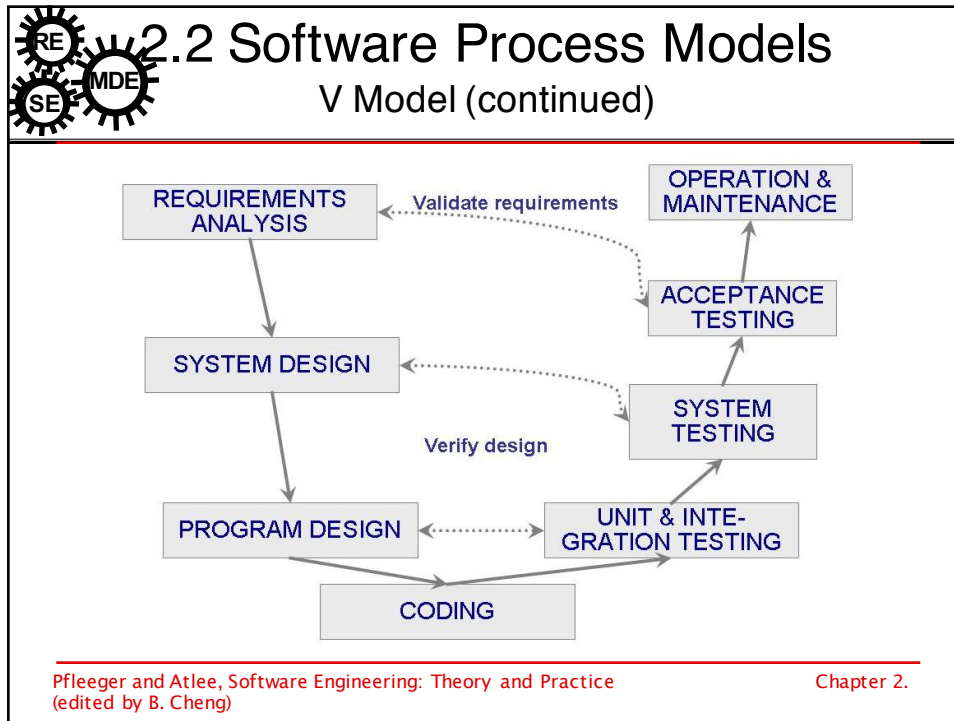 RE
MDE
SE
2.2 Software Process Models
V Model (continued)
REQUIREMENTS
ANALYSIS
Validate requirements
OPERATION &
MAINTENANCE
ACCEPTANCE
TESTING
SYSTEM DESIGN
SYSTEM
TESTING
Verify design
PROGRAM DESIGN
UNIT & INTE-
GRATION TESTING
CODING
Pfleeger and Atlee, Software Engineering: Theory and Practice
(edited by B. Cheng)
Chapter 2.